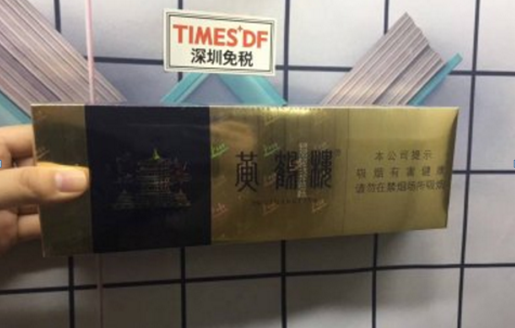 TIMES DF
深圳免税
黄鹤楼
本公司提示
吸烟有害健康
请勿在禁烟场所吸烟